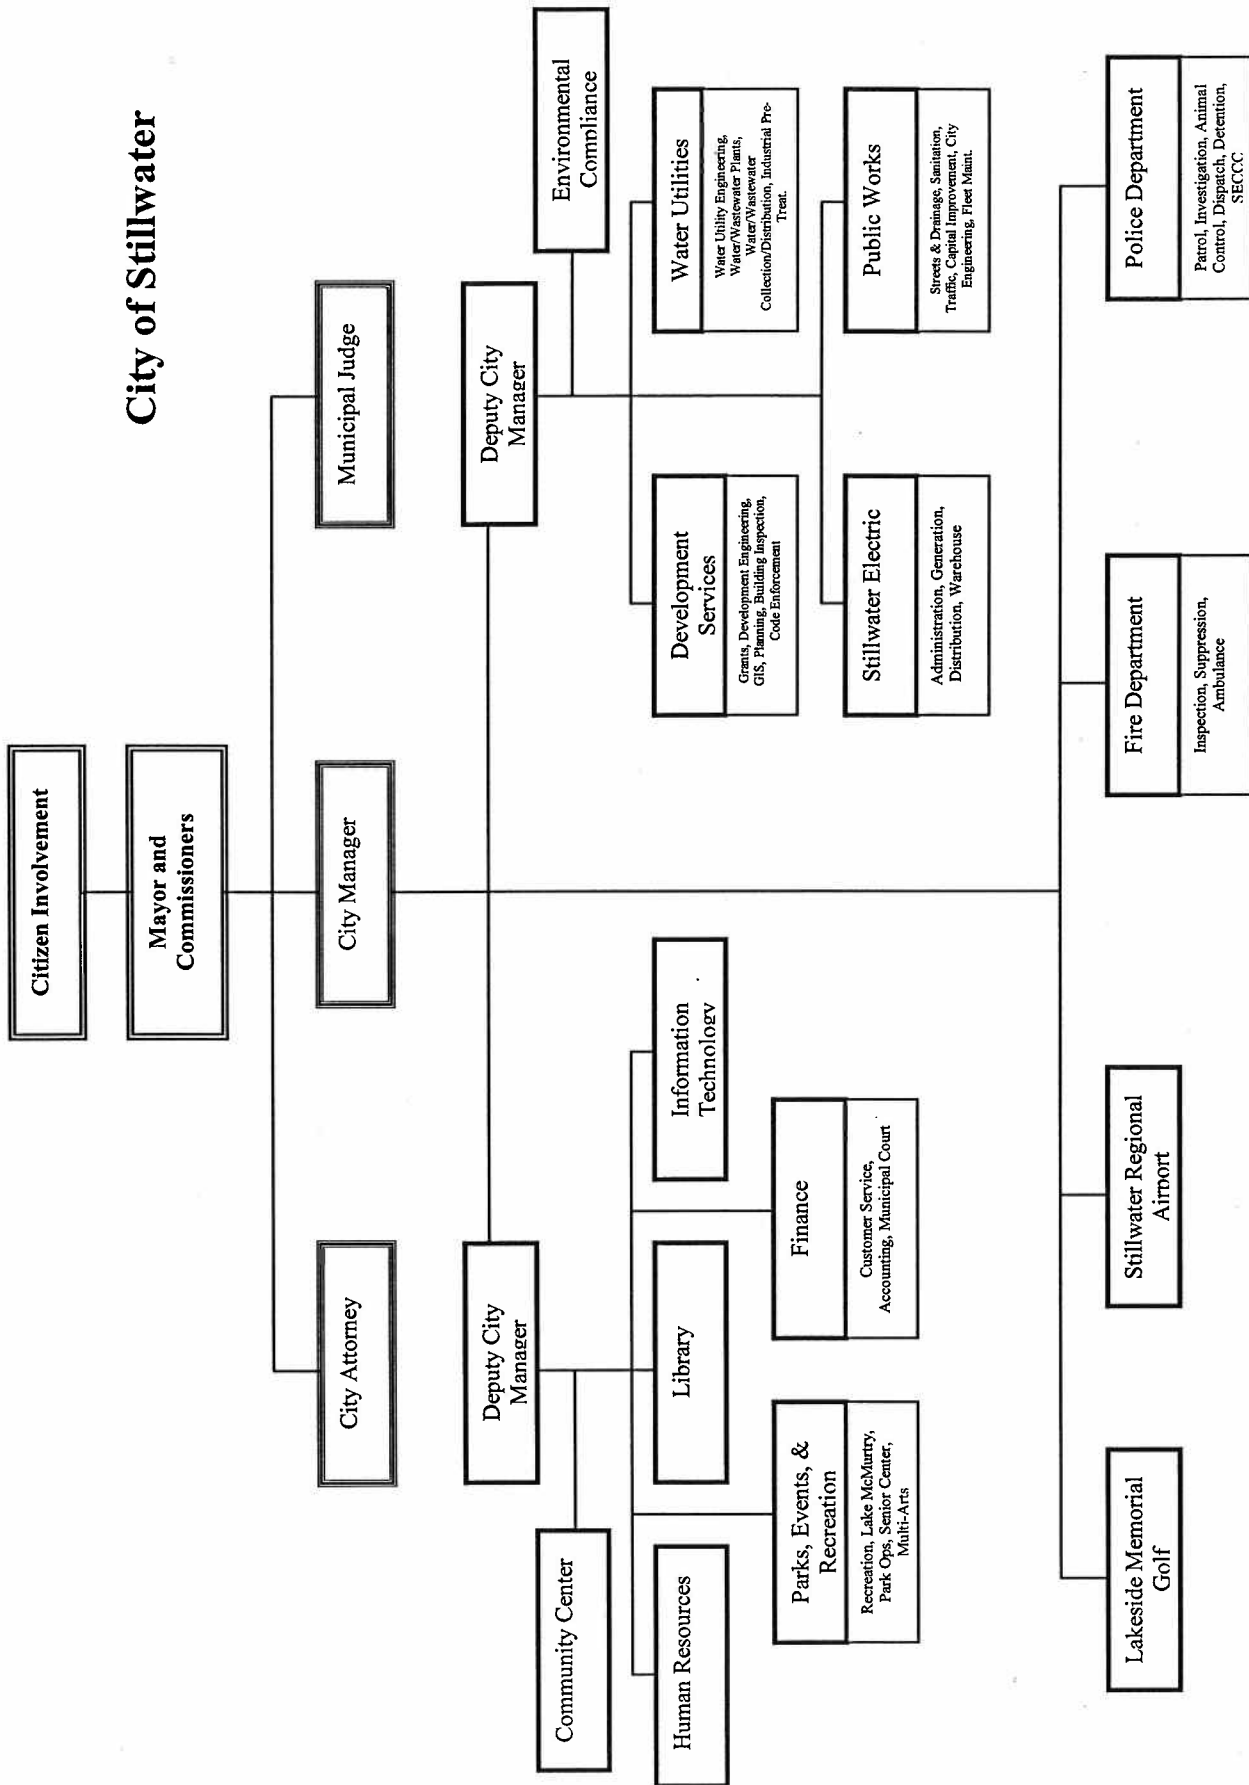 City of Stillwater
Citizen Involvement
Mayor and
Commissioners
City Attorney
City Manager
Municipal Judge
Deputy City
Manager
Deputy City
Manager
Community Center
Environmental
Compliance
Human Resources
Library
Information
Technology
Development
Services
Grants, Development Engineering,
GIS, Planning, Building Inspection,
Code Enforcement
Water Utilities
Water Utility Engineering,
Water/Wastewater Plants,
Water/Wastewater
Collection/Distribution, Industrial Pre-
Treat.
Parks, Events, &
Recreation
Recreation, Lake McMurtry,
Park Ops, Senior Center,
Multi-Arts
Finance
Customer Service,
Accounting, Municipal Court
Stillwater Electric
Administration, Generation,
Distribution, Warehouse
Public Works
Streets & Drainage, Sanitation,
Traffic, Capital Improvement, City
Engineering, Fleet Maint.
Lakeside Memorial
Golf
Stillwater Regional
Airport
Fire Department
Inspection, Suppression,
Ambulance
Police Department
Patrol, Investigation, Animal
Control, Dispatch, Detention,
SECCC